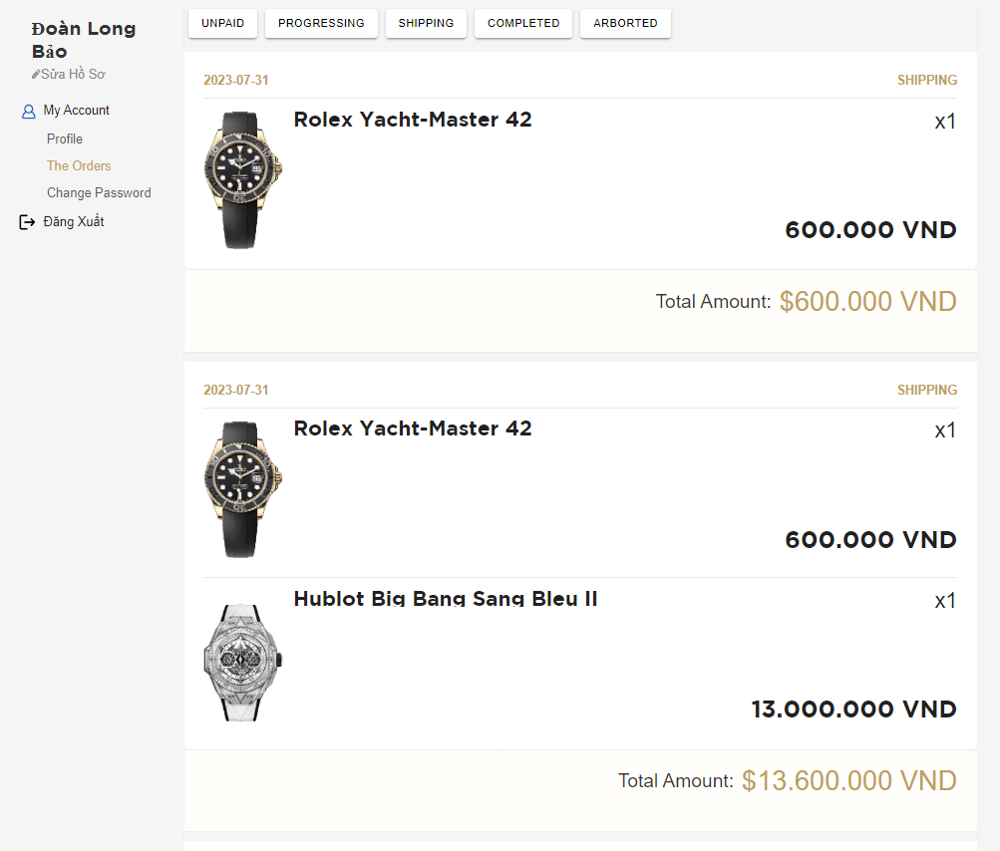 Đoàn Long
Bảo
Sửa Hồ Sơ
My Account
Profile
The Orders
Change Password
Đăng Xuất
UNPAID PROGRESSING SHIPPING COMPLETED ARBORTED
2023-07-31 SHIPPING
Rolex Yacht-Master 42 x1
600.000 VND
Total Amount: $600.000 VND
2023-07-31 SHIPPING
Rolex Yacht-Master 42 x1
600.000 VND
Hublot Big Bang Sang Bleu II x1
13.000.000 VND
Total Amount: $13.600.000 VND